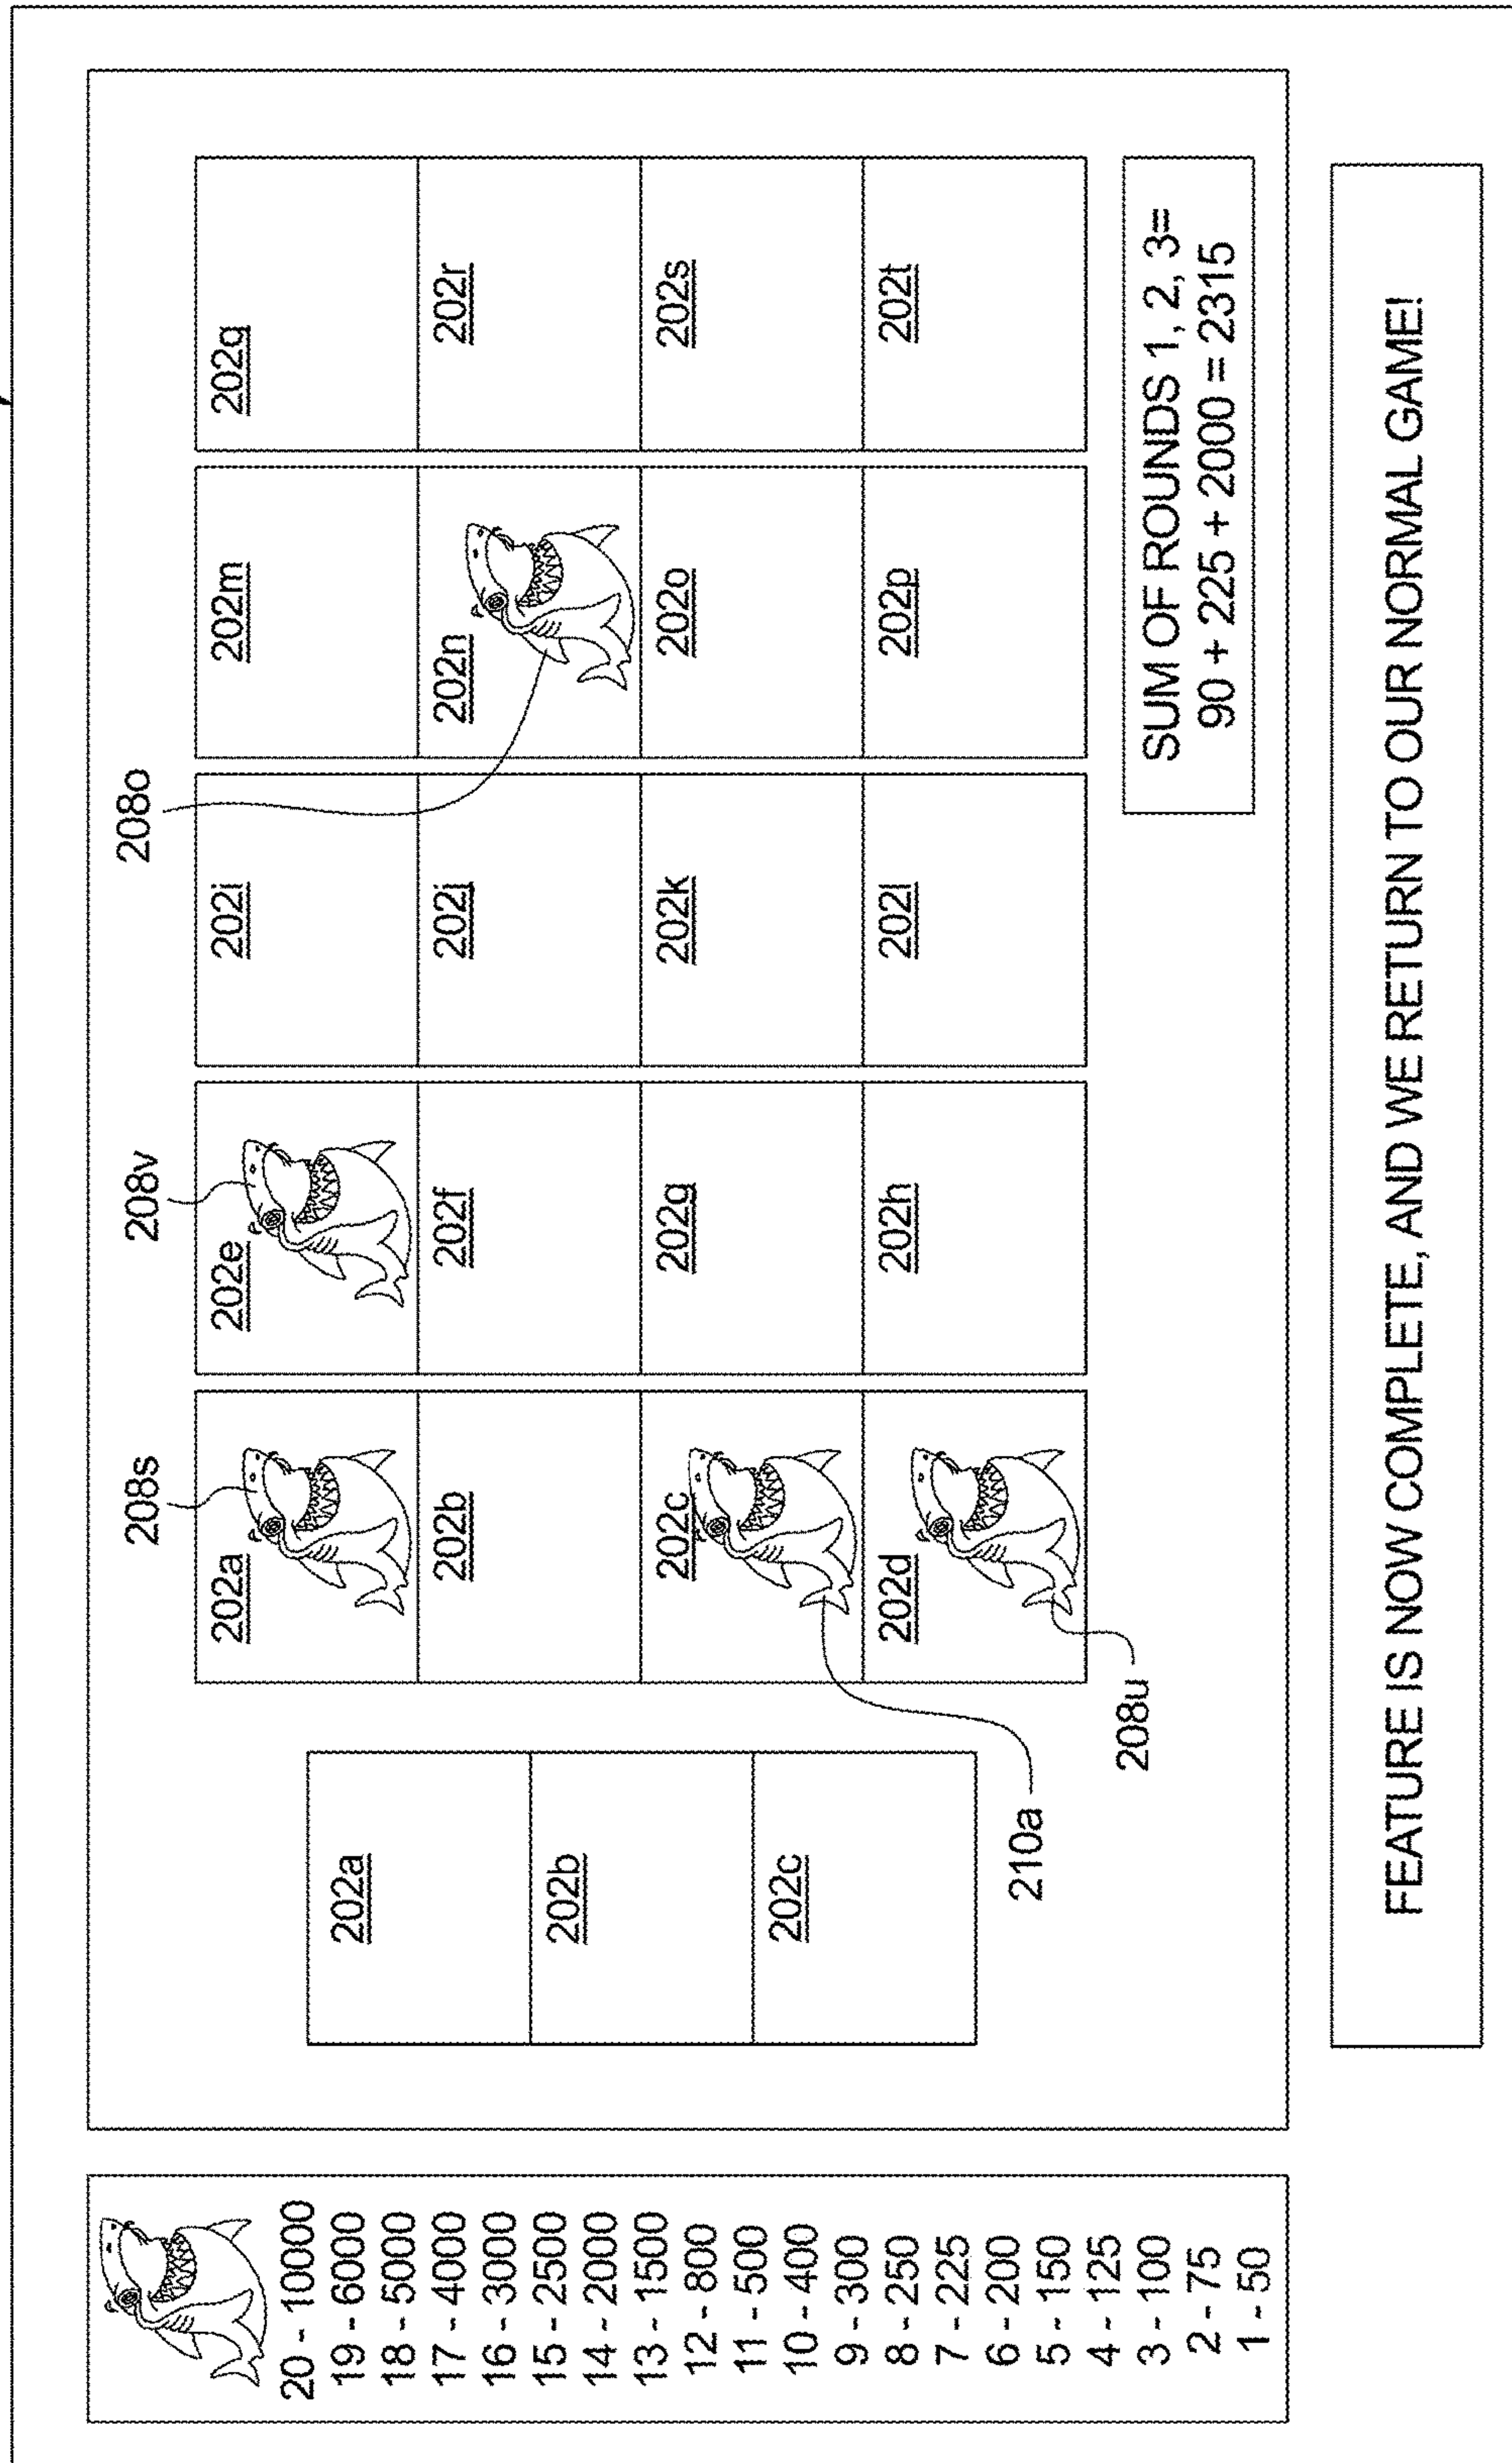 20 - 10000
19 - 6000
18 - 5000
17 - 4000
16 - 3000
15 - 2500
14 - 2000
13 - 1500
12 - 800
11 - 500
10 - 400
9 - 300
8 - 250
7 - 225
6 - 200
5 - 150
4 - 125
3 - 100
2 - 75
1 - 50
202a
202b
202c
210a
208s
208v
208o
202a
202e
202i
202m
202q
202b
202f
202j
202n
202r
202c
202g
202k
202o
202s
202d
202h
202l
202p
202t
208u
SUM OF ROUNDS 1, 2, 3=
90 + 225 + 2000 = 2315
FEATURE IS NOW COMPLETE, AND WE RETURN TO OUR NORMAL GAME!